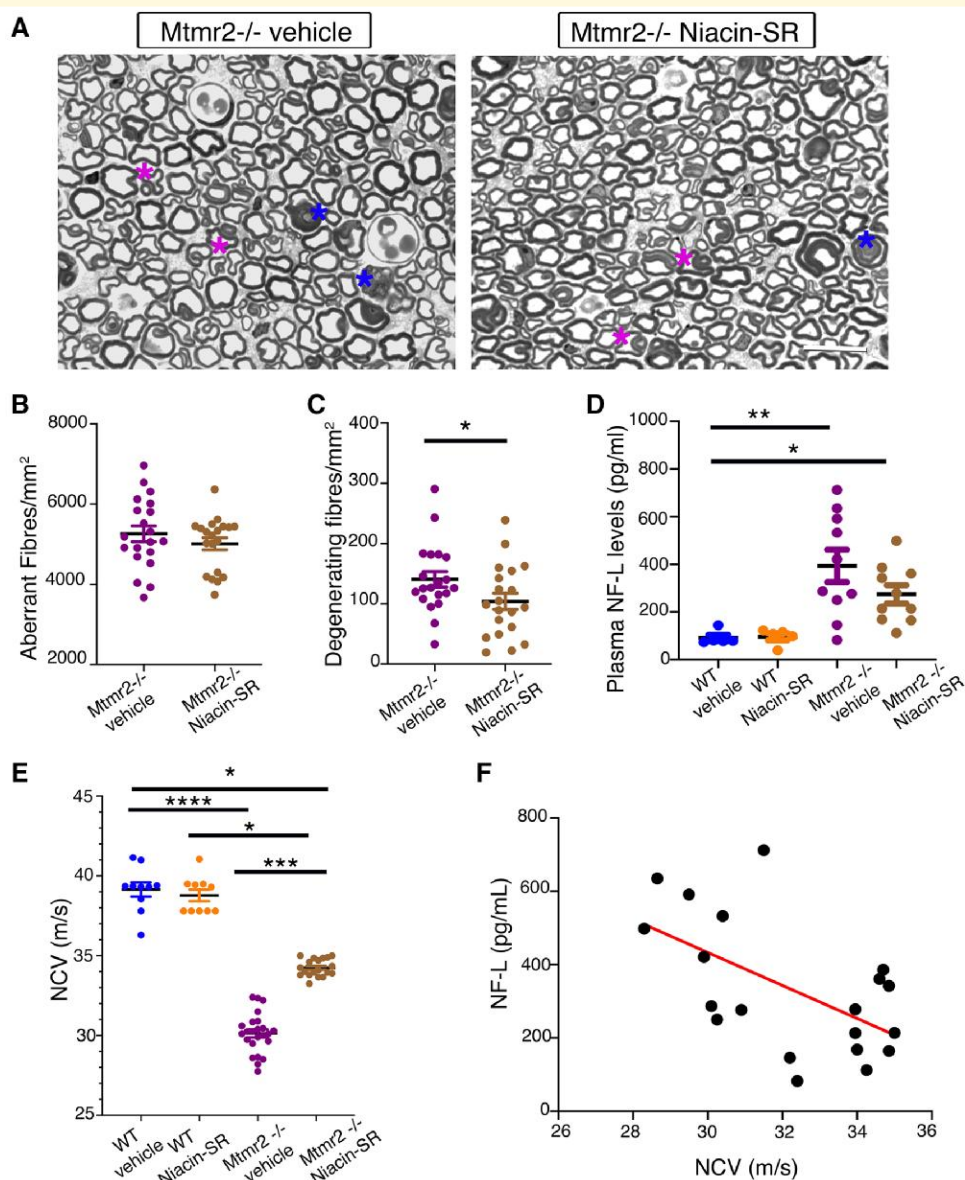 A
Mtmr2-/- vehicle
Mtmr2-/- Niacin-SR
*
*
*
*
*
*
*
B
Aberrant Fibres/mm²
8000
6000
4000
2000
Mtmr2-/-
vehicle
Mtmr2-/-
Niacin-SR
C
Degenerating fibres/mm²
400
300
200
100
0
*
Mtmr2-/-
vehicle
Mtmr2-/-
Niacin-SR
D
Plasma NF-L levels (pg/ml)
1000
800
600
400
200
0
**
*
WT
vehicle
WT
Niacin-SR
Mtmr2 -/-
vehicle
Mtmr2 -/-
Niacin-SR
E
NCV (m/s)
45
40
35
30
25
*
****
*
***
WT
vehicle
WT
Niacin-SR
Mtmr2 -/-
vehicle
Mtmr2 -/-
Niacin-SR
F
NF-L (pg/mL)
800
600
400
200
0
26
28
30
32
34
36
NCV (m/s)